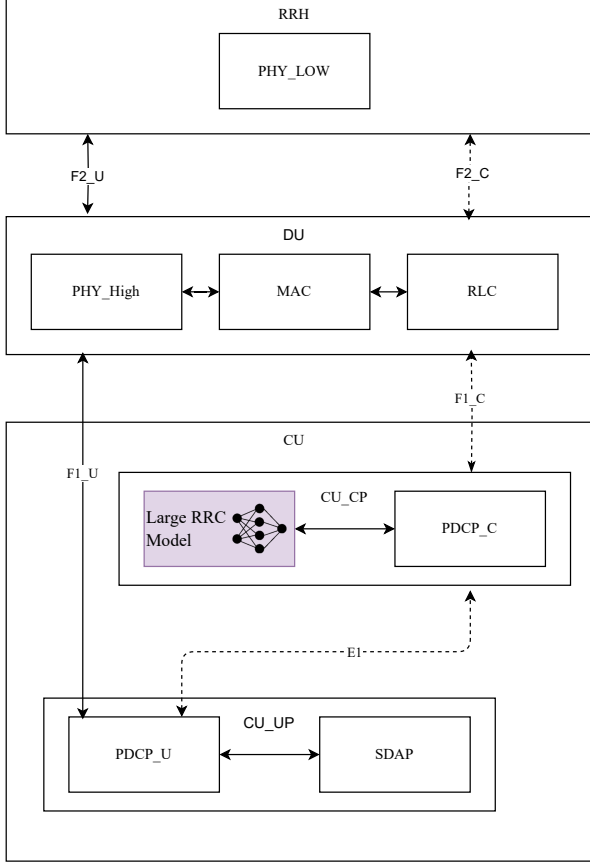 RRH
PHY_LOW
F2_U
F2_C
DU
PHY_High
MAC
RLC
F1_C
CU
F1_U
CU_CP
Large RRC
Model
PDCP_C
E1
CU_UP
PDCP_U
SDAP